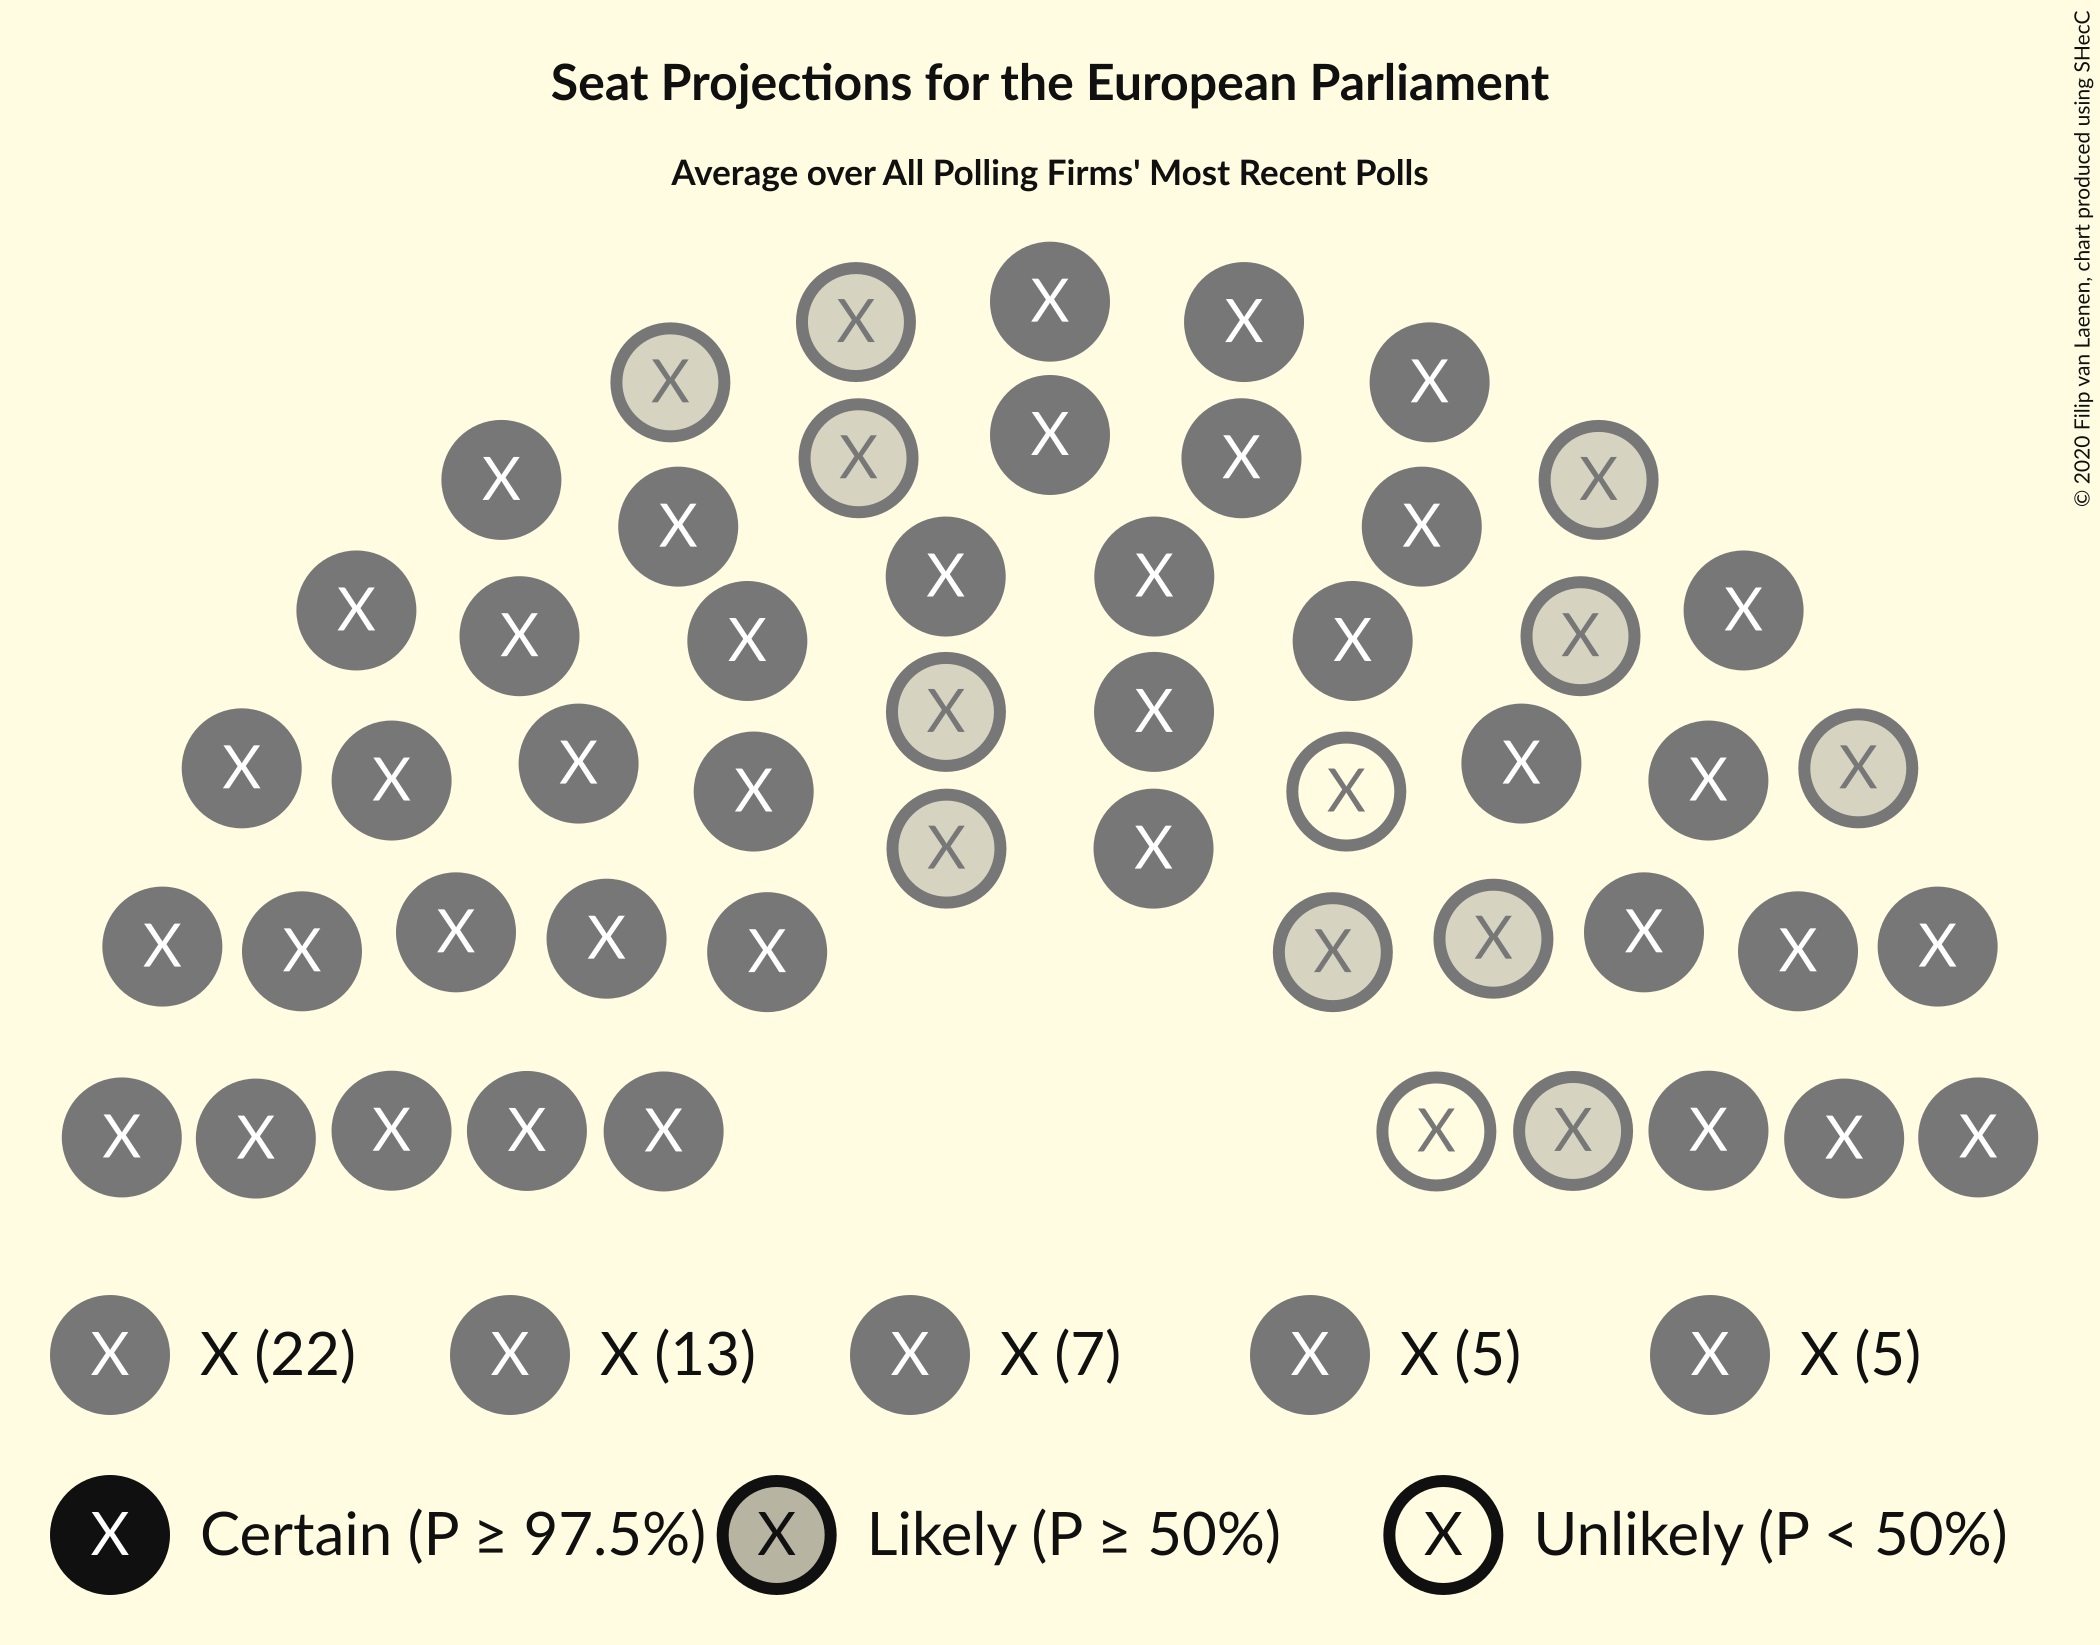 Seat Projections for the European Parliament
Average over All Polling Firms' Most Recent Polls
© 2020 Filip van Laenen, chart produced using SHecC
X X X X X
X X X
X X X X X
X X
X X X X
X X X X
X X X
X X X X X X X X
X X
X X X X X X X X X X
X X X X X X X X X X
X X (22) X X (13) X X (7) X X (5) X X (5)
X Certain (P ≥ 97.5%) X Likely (P ≥ 50%) X Unlikely (P < 50%)